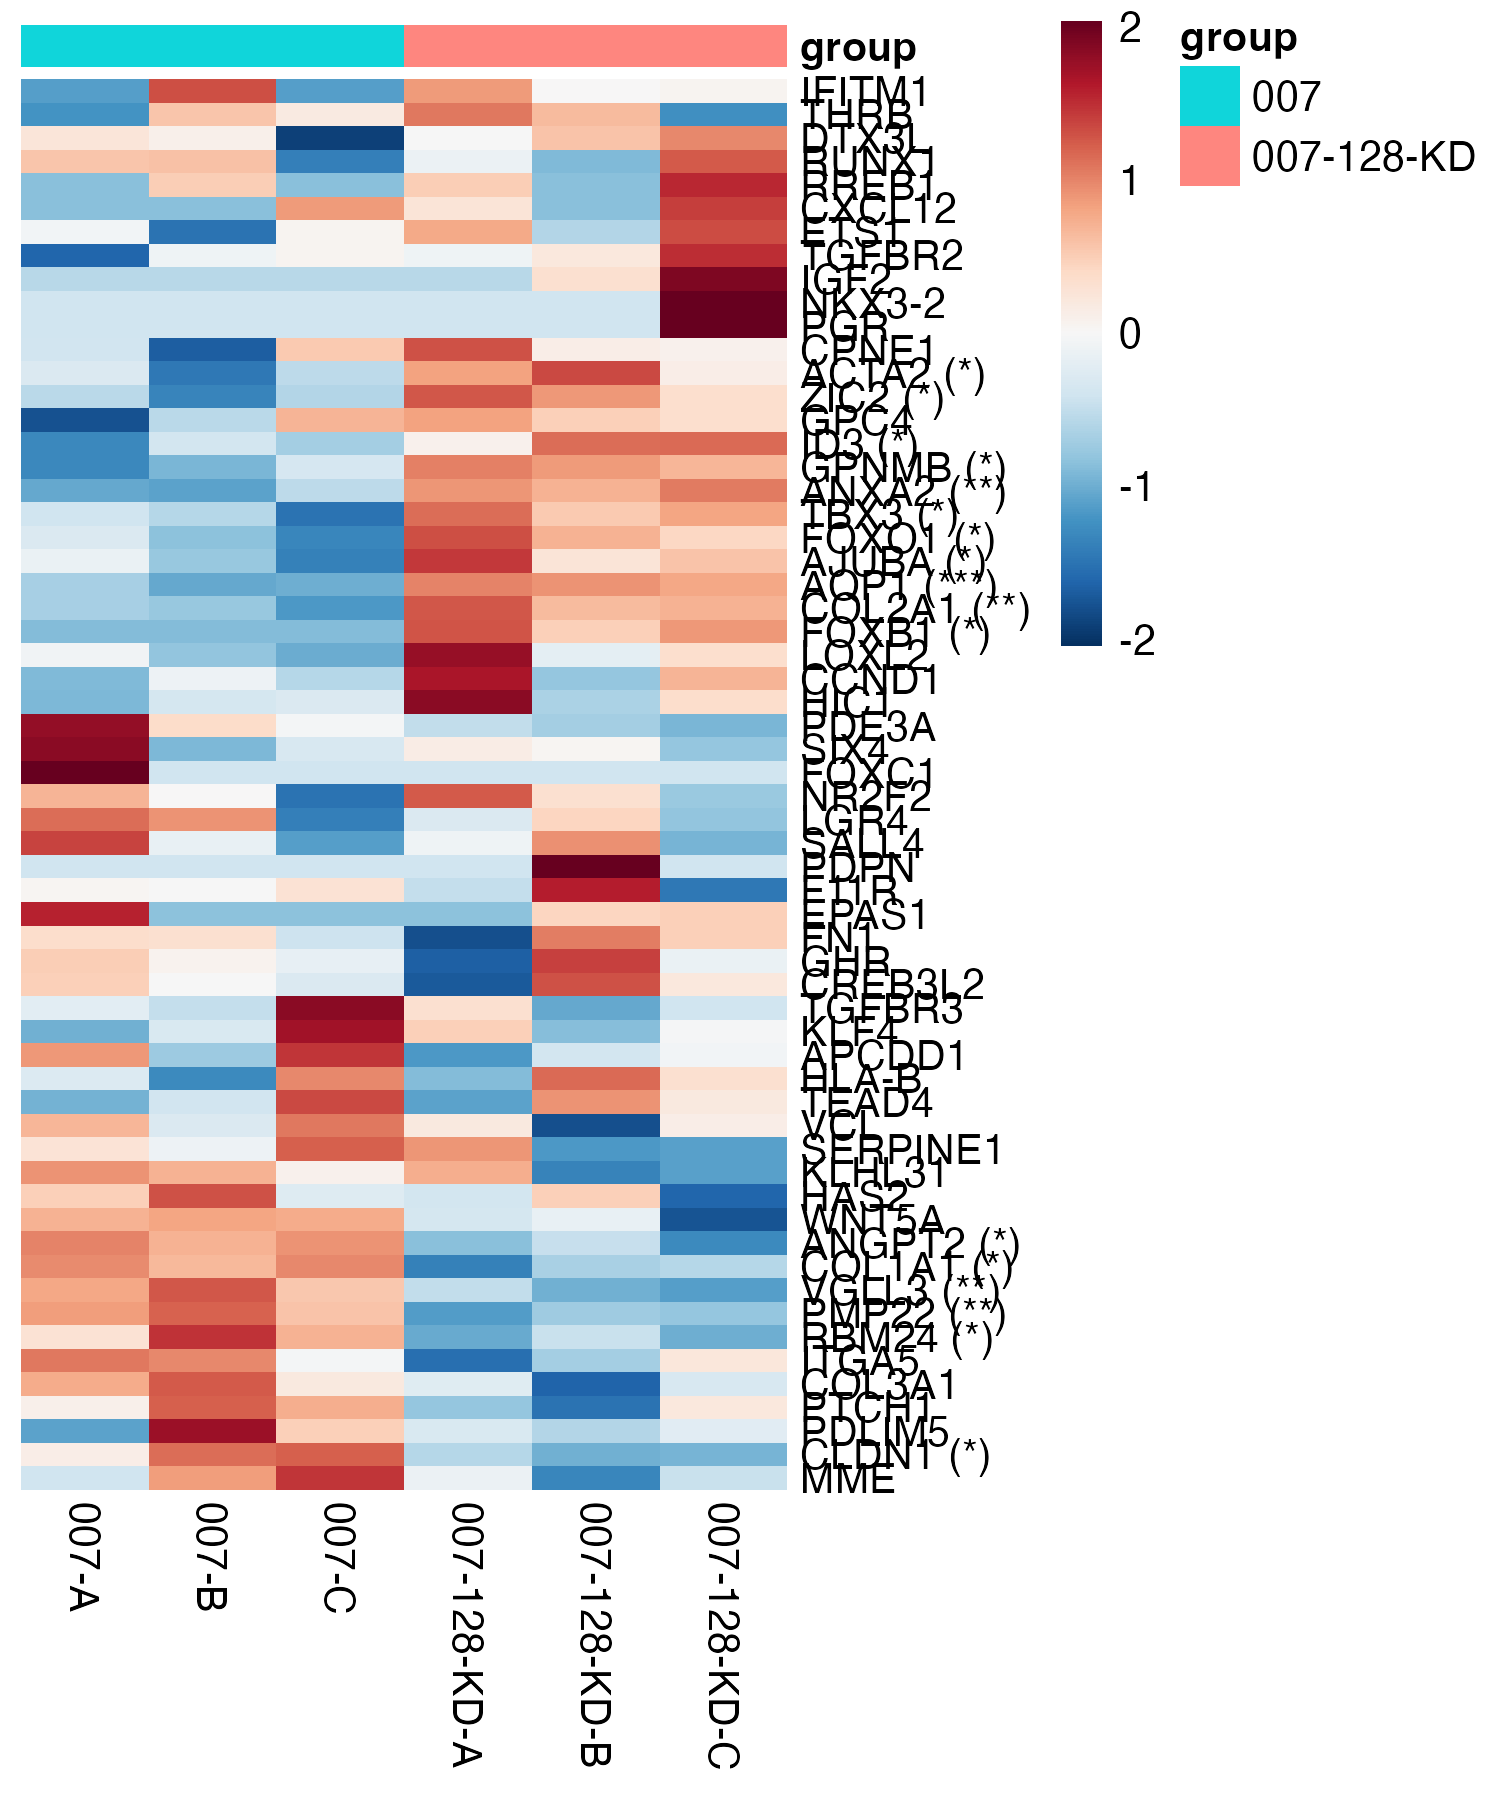 group
IFITM1
THRB
DTX3L
RUNX1
RREB1
CXCL12
ETS1
TGFBR2
IGF2
NKX3-2
PGR
CPNE1
ACTA2 (*)
ZIC2 (*)
GPC4
ID3 (*)
GPNMB (*)
ANXA2 (**)
TBX3 (*)
FOXO1 (*)
AJUBA (*)
AQP1 (***)
COL2A1 (**)
FOXB1 (*)
LOXL2
CCND1
HIC1
PDE3A
SIX4
FOXC1
NR2F2
LGR4
SALL4
PDPN
F11R
EPAS1
FN1
GHR
CREB3L2
TGFBR3
KLF4
APCDD1
HLA-B
TEAD4
VCL
SERPINE1
KLHL31
HAS2
WNT5A
ANGPT2 (*)
COL1A1 (*)
VGLL3 (**)
PMP22 (**)
RBM24 (*)
ITGA5
COL3A1
PTCH1
PDLIM5
CLDN1 (*)
MME
007-A
007-B
007-C
007-128-KD-A
007-128-KD-B
007-128-KD-C
2
1
0
-1
-2
group
007
007-128-KD